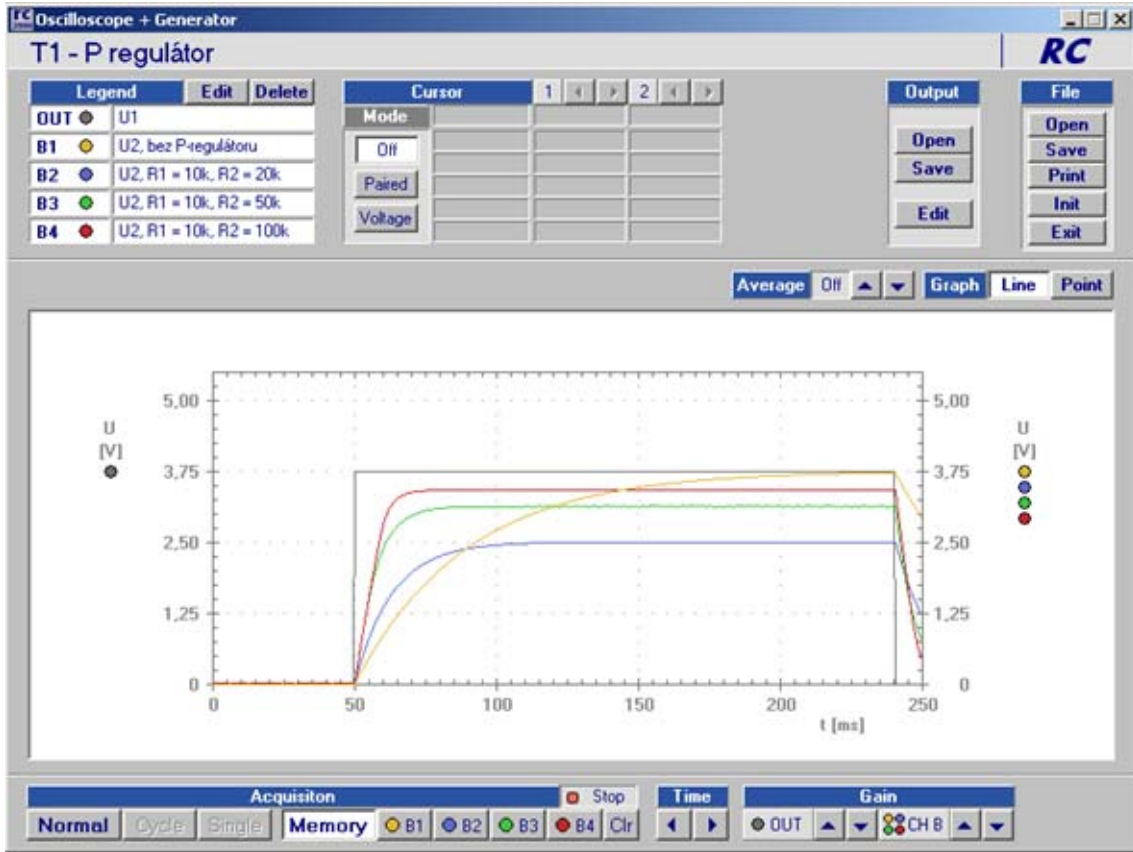 Oscilloscope + Generator
T1 - P regulátor
RC
Legend Edit Delete
OUT U1
B1 U2, bez P-regulátoru
B2 U2, R1 = 10k, R2 = 20k
B3 U2, R1 = 10k, R2 = 50k
B4 U2, R1 = 10k, R2 = 100k
Cursor 1 2
Mode
Off
Paired
Voltage
Output
Open
Save
Edit
File
Open
Save
Print
Init
Exit
Average Off Graph Line Point
5,00 5,00
U U
[V] [V]
3,75 3,75
2,50 2,50
1,25 1,25
0 0
0 50 100 150 200 250
t [ms]
Acquisiton Stop Time Gain
Normal Cycle Single Memory B1 B2 B3 B4 Clr OUT CH B